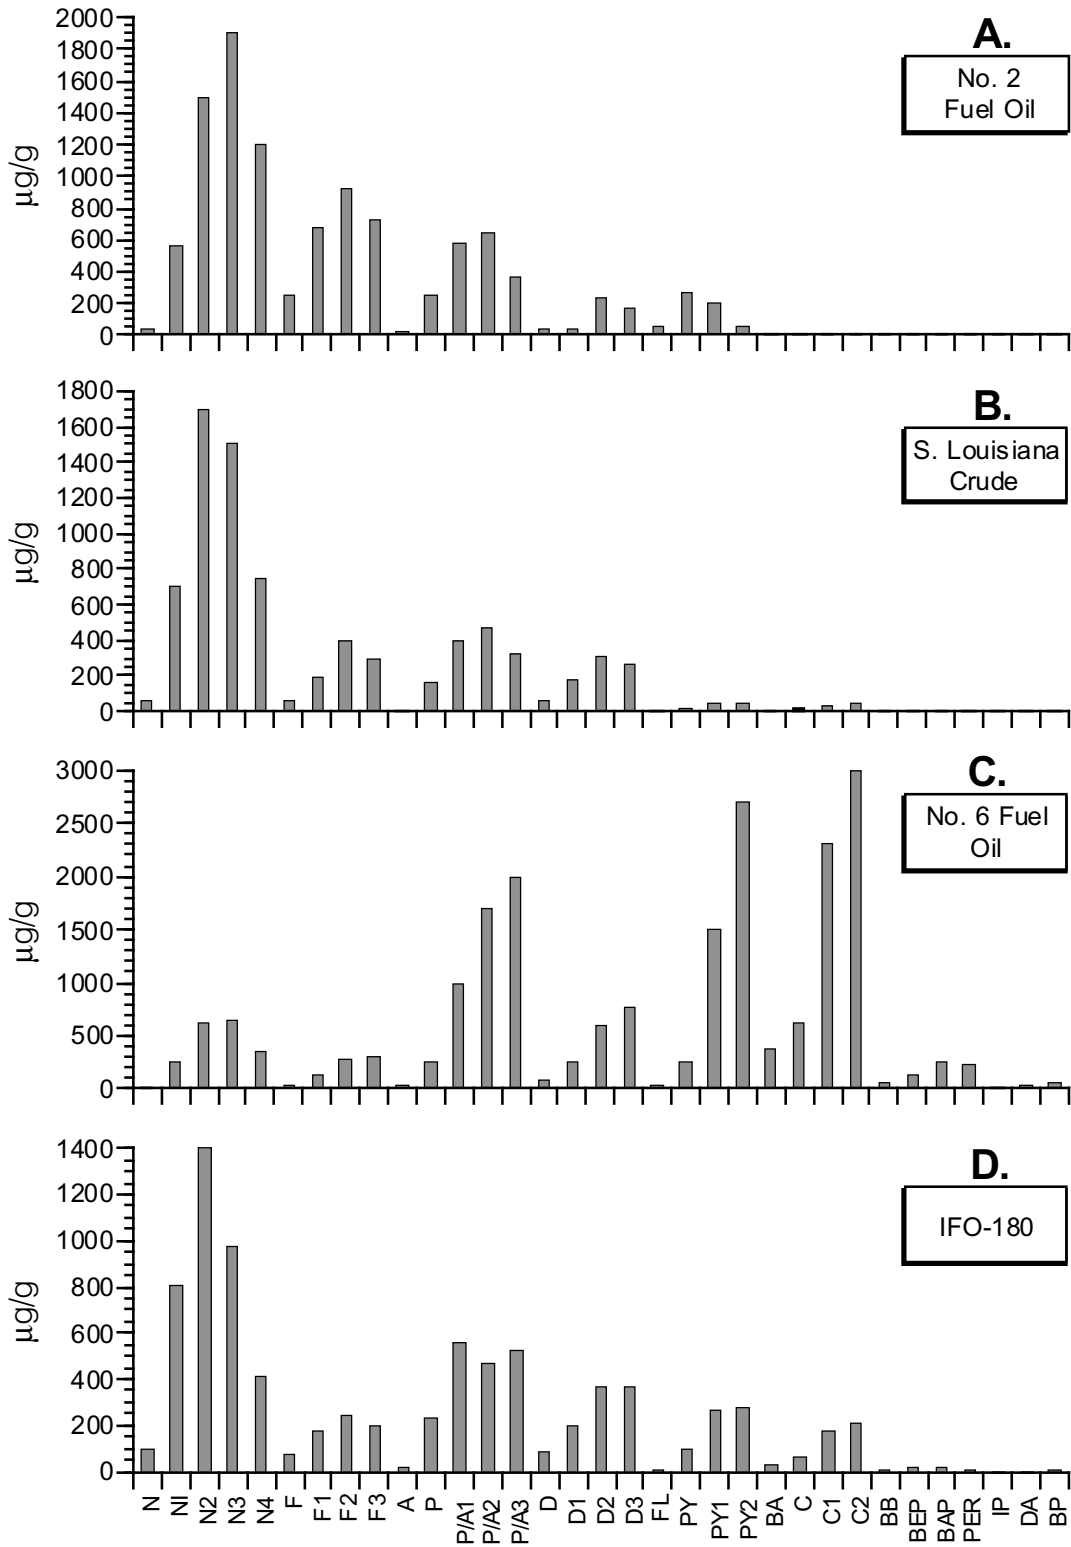 A.
No. 2
Fuel Oil
µg/g
2000
1800
1600
1400
1200
1000
800
600
400
200
0
B.
S. Louisiana
Crude
µg/g
1800
1600
1400
1200
1000
800
600
400
200
0
C.
No. 6 Fuel
Oil
µg/g
3000
2500
2000
1500
1000
500
0
D.
IFO-180
µg/g
1400
1200
1000
800
600
400
200
0
N
NI
N2
N3
N4
F
F1
F2
F3
A
P
P/A1
P/A2
P/A3
D
D1
D2
D3
FL
PY
PY1
PY2
BA
C
C1
C2
BB
BEP
BAP
PER
IP
DA
BP